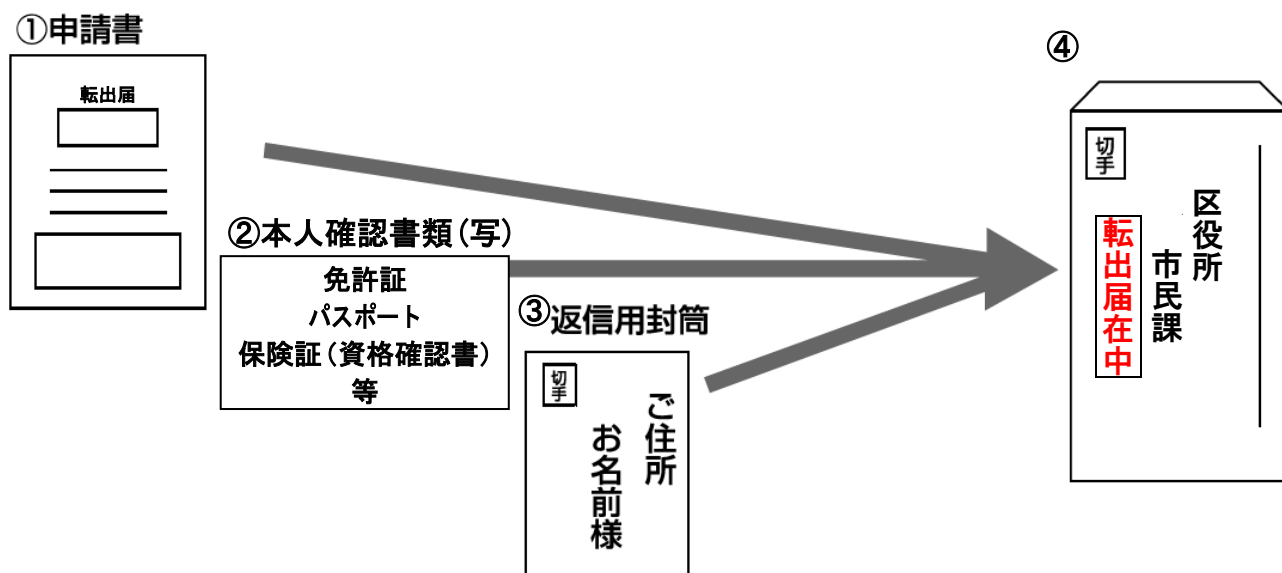 ①申請書
転出届
②本人確認書類（写）
免許証
パスポート
保険証（資格確認書）
等
③返信用封筒
切手
ご住所
お名前様
④
切手
区役所
市民課
転出届在中